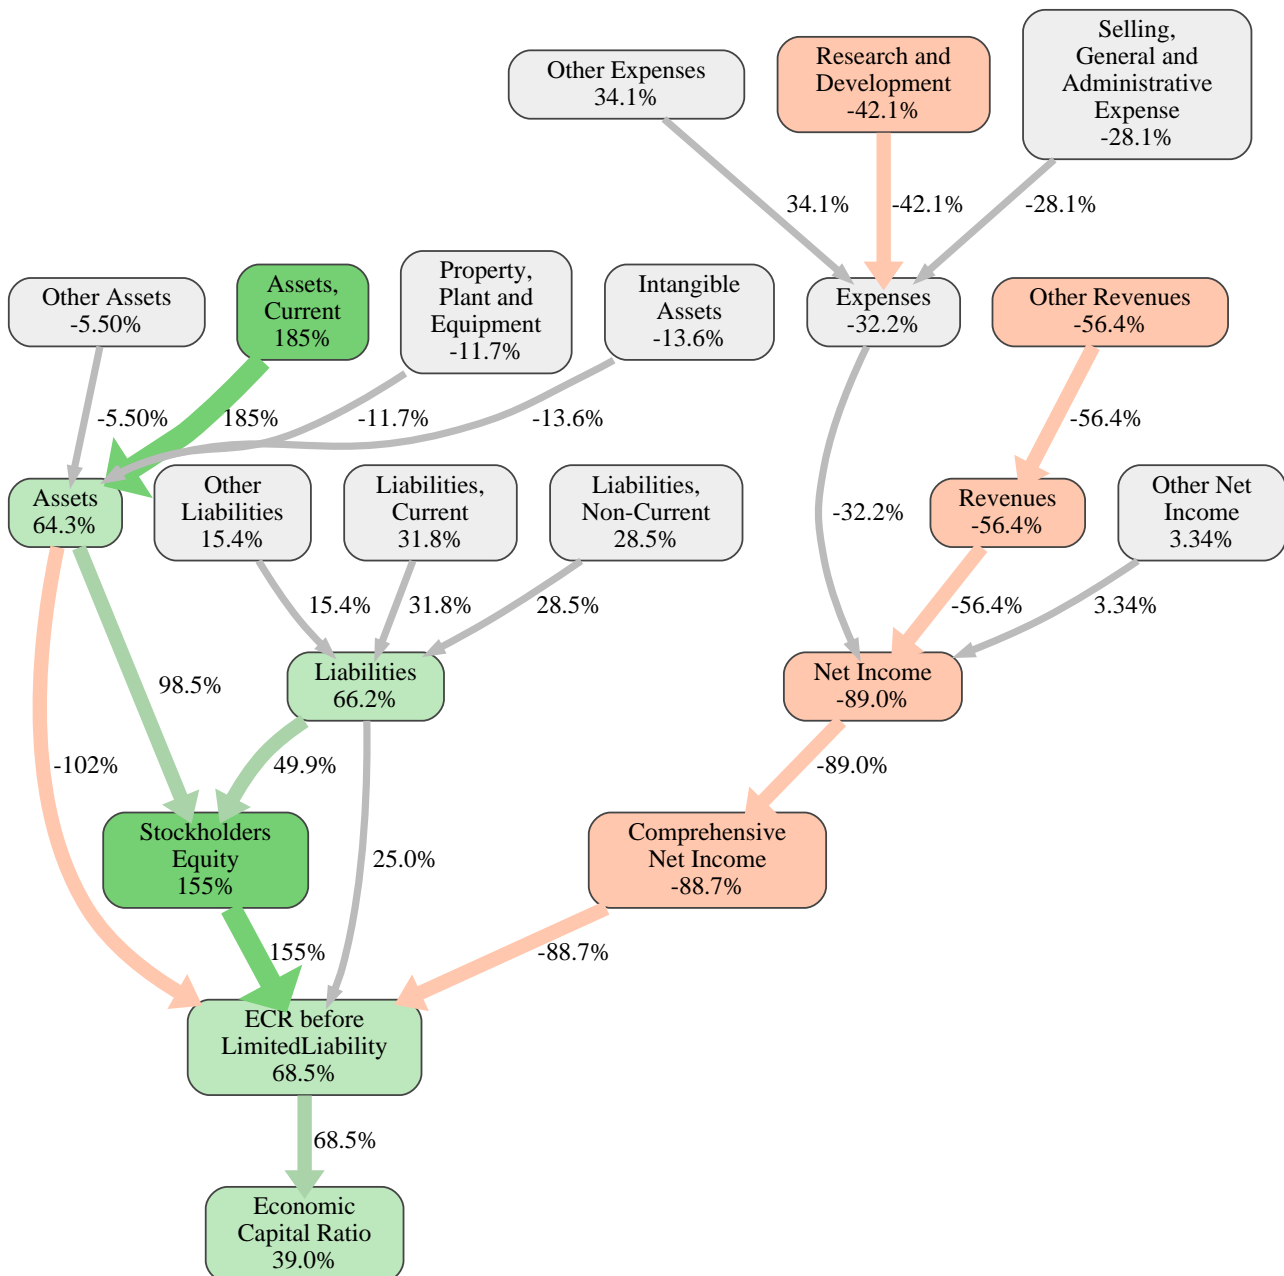 Other Expenses
34.1%
Research and
Development
-42.1%
Selling,
General and
Administrative
Expense
-28.1%
34.1%
-42.1%
-28.1%
Other Assets
-5.50%
Assets,
Current
185%
Property,
Plant and
Equipment
-11.7%
Intangible
Assets
-13.6%
Expenses
-32.2%
Other Revenues
-56.4%
-5.50%
185%
-11.7%
-13.6%
-56.4%
Assets
64.3%
Other
Liabilities
15.4%
Liabilities,
Current
31.8%
Liabilities,
Non-Current
28.5%
-32.2%
Revenues
-56.4%
Other Net
Income
3.34%
15.4%
31.8%
28.5%
-56.4%
3.34%
98.5%
Liabilities
66.2%
Net Income
-89.0%
-102%
49.9%
-89.0%
Stockholders
Equity
155%
25.0%
Comprehensive
Net Income
-88.7%
155%
-88.7%
ECR before
LimitedLiability
68.5%
68.5%
Economic
Capital Ratio
39.0%